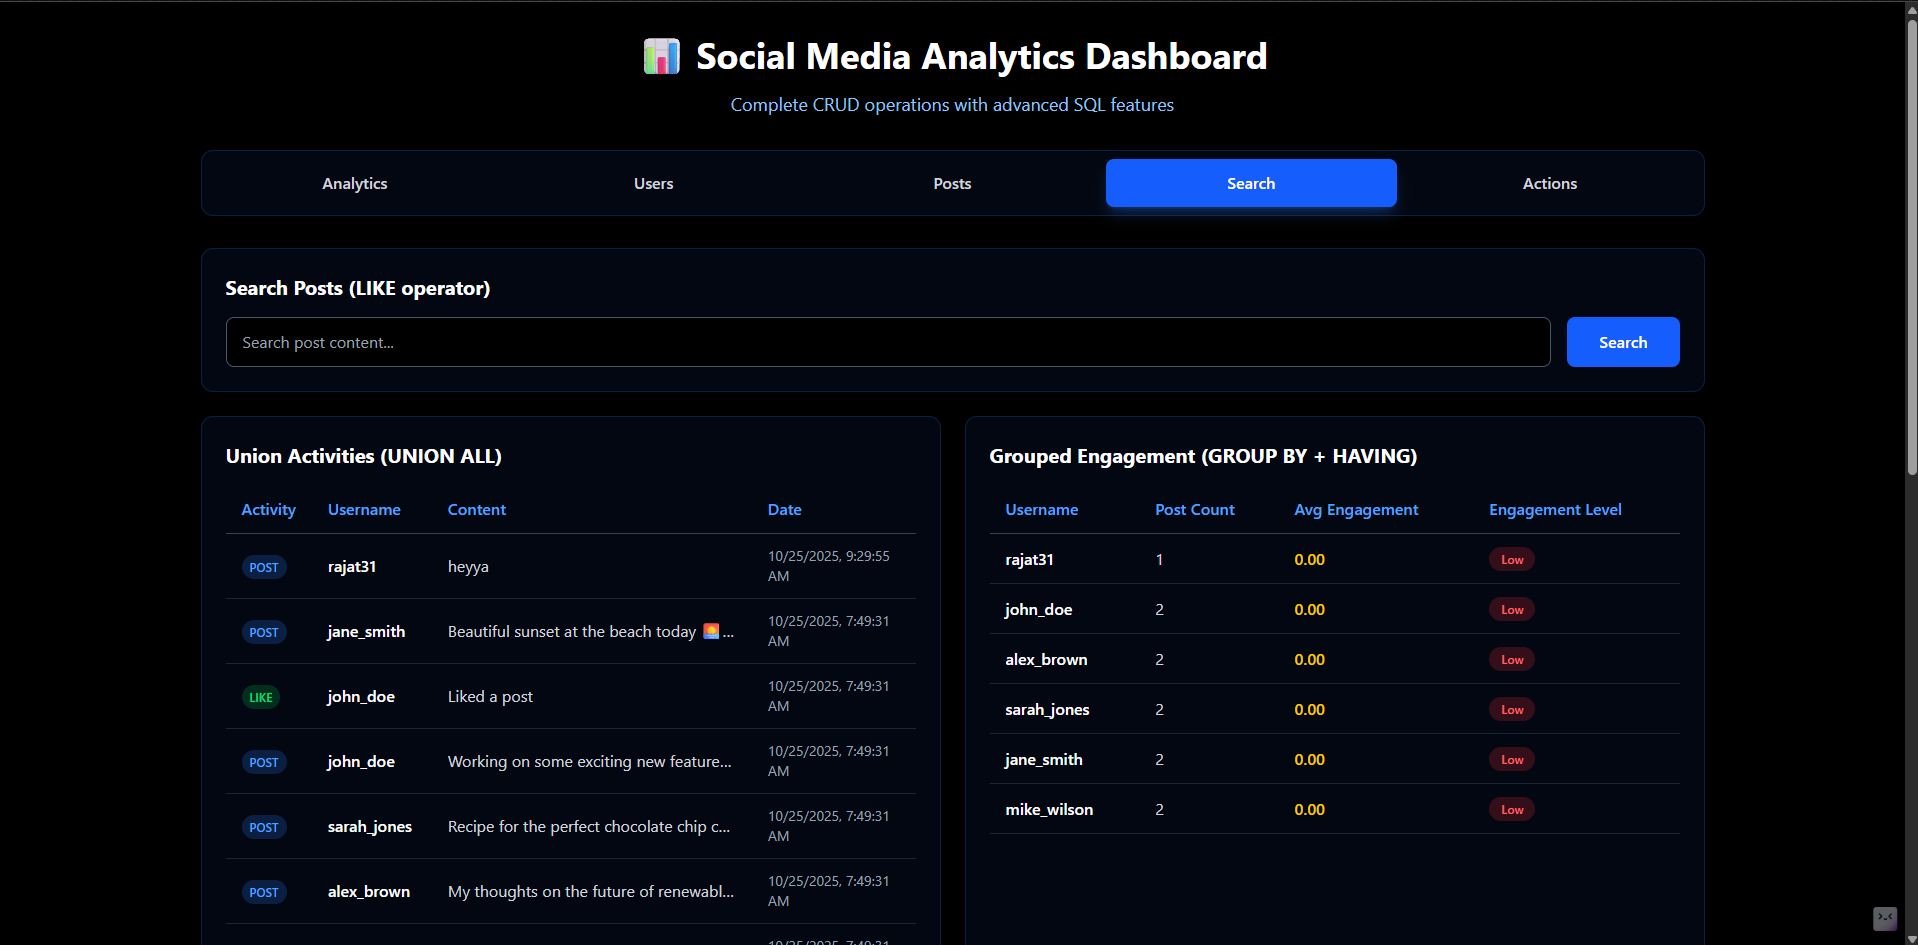 Social Media Analytics Dashboard
Complete CRUD operations with advanced SQL features
Analytics Users Posts Search Actions
Search Posts (LIKE operator)
Search post content... Search
Union Activities (UNION ALL)
Activity Username Content Date
POST rajat31 heyya 10/25/2025, 9:29:55
AM
POST jane_smith Beautiful sunset at the beach today 🌅... 10/25/2025, 7:49:31
AM
LIKE john_doe Liked a post 10/25/2025, 7:49:31
AM
POST john_doe Working on some exciting new feature... 10/25/2025, 7:49:31
AM
POST sarah_jones Recipe for the perfect chocolate chip c... 10/25/2025, 7:49:31
AM
POST alex_brown My thoughts on the future of renewabl... 10/25/2025, 7:49:31
AM
Grouped Engagement (GROUP BY + HAVING)
Username Post Count Avg Engagement Engagement Level
rajat31 1 0.00 Low
john_doe 2 0.00 Low
alex_brown 2 0.00 Low
sarah_jones 2 0.00 Low
jane_smith 2 0.00 Low
mike_wilson 2 0.00 Low